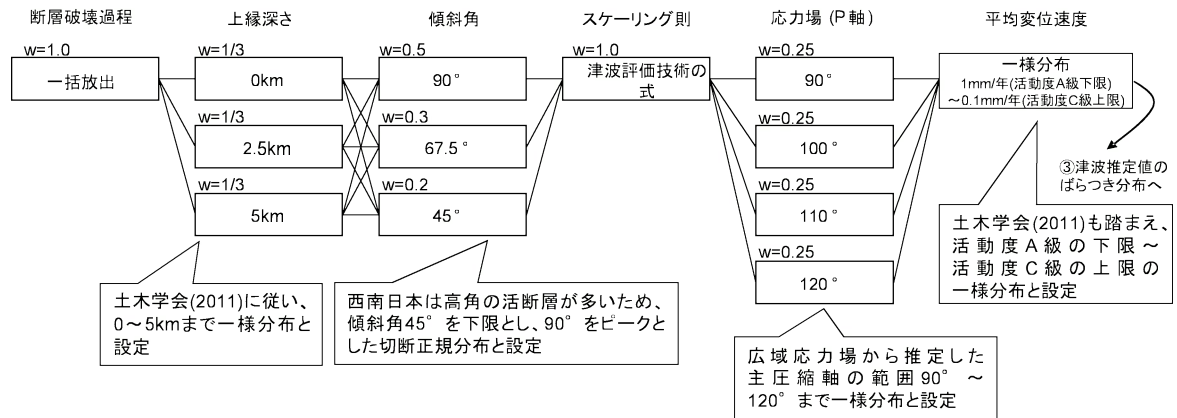 断層破壊過程
上縁深さ
傾斜角
スケーリング則
応力場 (P軸)
平均変位速度
w=1.0
一括放出
w=1/3
0km
w=1/3
2.5km
w=1/3
5km
w=0.5
90°
w=0.3
67.5°
w=0.2
45°
w=1.0
津波評価技術の
式
w=0.25
90°
w=0.25
100°
w=0.25
110°
w=0.25
120°
一様分布
1mm/年(活動度A級下限)
~0.1mm/年(活動度C級上限)
③津波推定値の
ばらつき分布へ
土木学会(2011)に従い、
0~5kmまで一様分布と
設定
西南日本は高角の活断層が多いため、
傾斜角45°を下限とし、90°をピークと
した切断正規分布と設定
広域応力場から推定した
主圧縮軸の範囲90°~
120°まで一様分布と設定
土木学会(2011)も踏まえ、
活動度A級の下限~
活動度C級の上限の
一様分布と設定